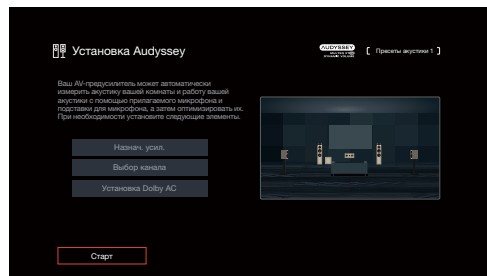 Установка Audyssey
AUDYSSEY
DYNAMIC VOLUME
[ Пресеты акустики 1 ]
Ваш AV-предусилитель может автоматически
измерить акустику вашей комнаты и работу вашей
акустики с помощью прилагаемого микрофона и
подставки для микрофона, а затем оптимизировать их.
При необходимости установите следующие элементы.
Назнач. усил.
Выбор канала
Установка Dolby AC
Старт